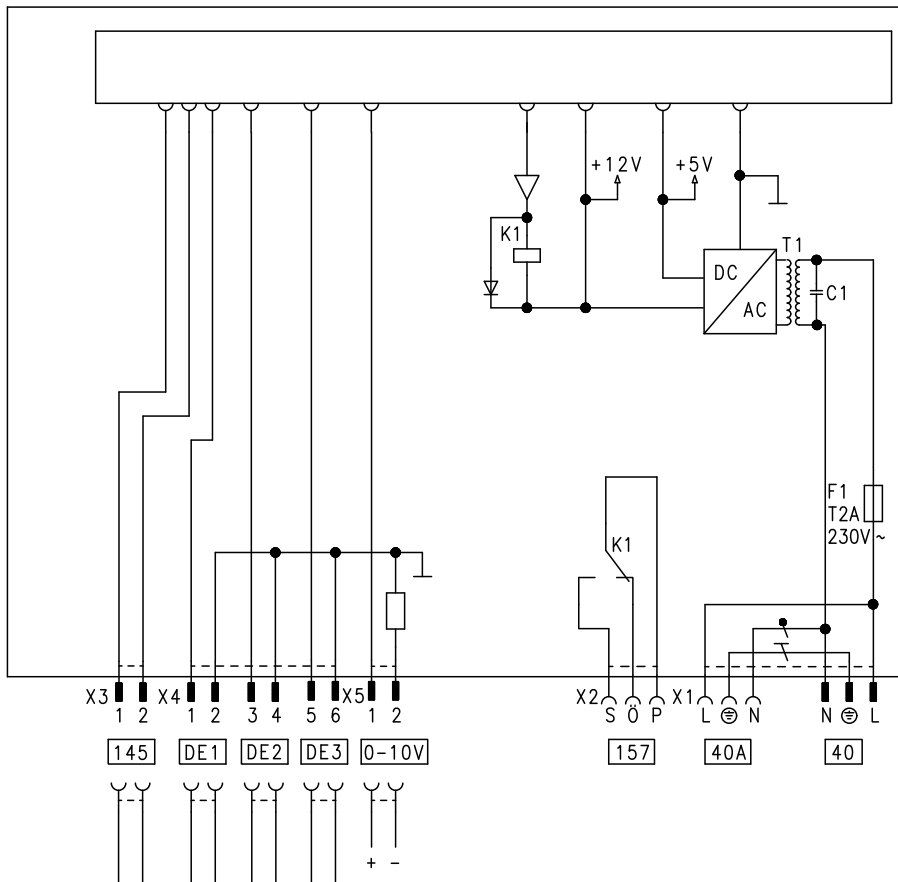 +12V +5V
K1
T1
DC
AC
C1
F1
T2A
230V ~
K1
X3 X4 X5 X2 X1
1 2 1 2 3 4 5 6 1 2 S Ö P L N N L
145 DE1 DE2 DE3 0-10V 157 40A 40
+ -